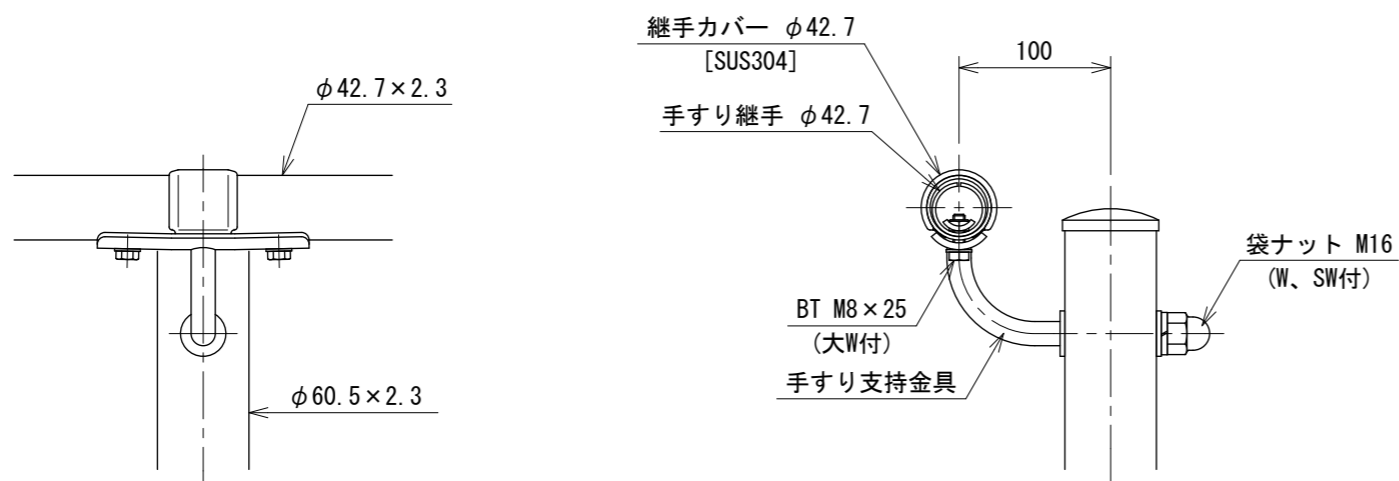 φ42.7×2.3
φ60.5×2.3
継手カバー φ42.7
[SUS304]
手すり継手 φ42.7
100
BT M8×25
(大W付)
手すり支持金具
袋ナット M16
(W、SW付)